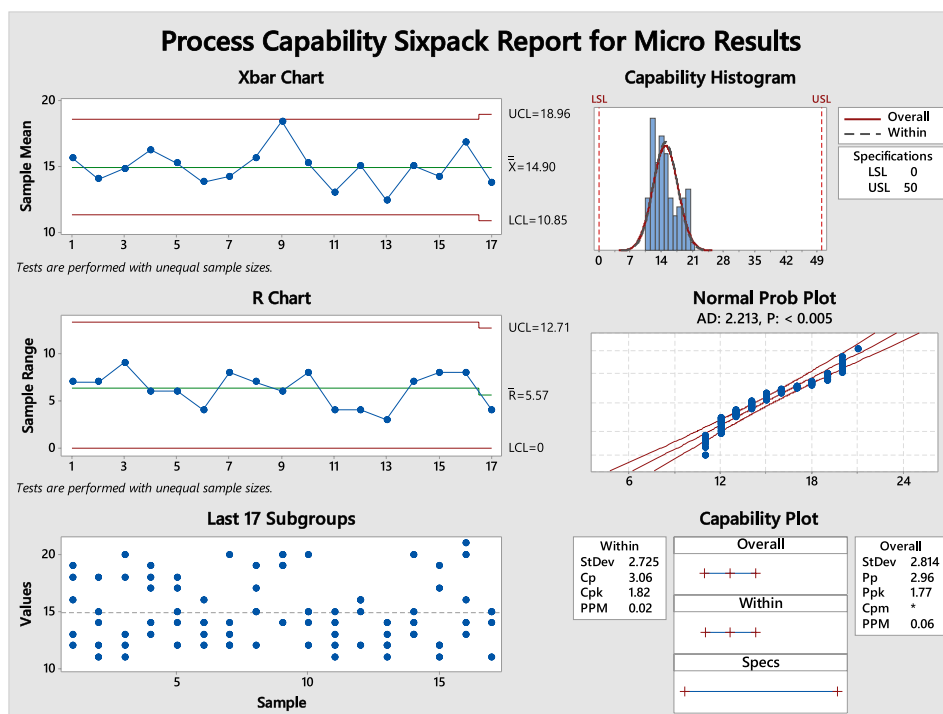 Process Capability Sixpack Report for Micro Results
Xbar Chart
Sample Mean
20
15
10
UCL=18.96
X̿=14.90
LCL=10.85
1 3 5 7 9 11 13 15 17
Tests are performed with unequal sample sizes.
Capability Histogram
LSL USL
0 7 14 21 28 35 42 49
Overall
Within
Specifications
LSL 0
USL 50
R Chart
Sample Range
10
5
0
UCL=12.71
R̅=5.57
LCL=0
1 3 5 7 9 11 13 15 17
Tests are performed with unequal sample sizes.
Normal Prob Plot
AD: 2.213, P: < 0.005
6 12 18 24
Last 17 Subgroups
Values
20
15
10
5 10 15
Sample
Capability Plot
Within
StDev 2.725
Cp 3.06
Cpk 1.82
PPM 0.02
Overall
Within
Specs
Overall
StDev 2.814
Pp 2.96
Ppk 1.77
Cpm *
PPM 0.06